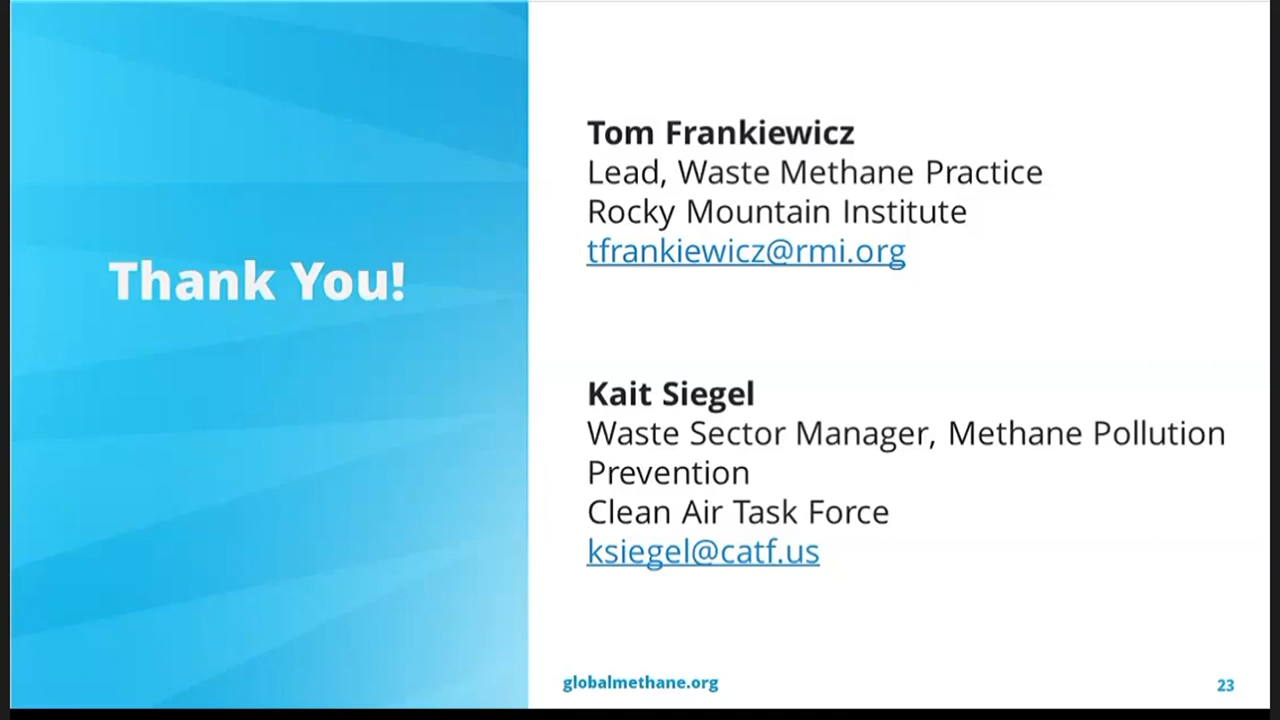 Thank You!
Tom Frankiewicz
Lead, Waste Methane Practice
Rocky Mountain Institute
tfrankiewicz@rmi.org
Kait Siegel
Waste Sector Manager, Methane Pollution
Prevention
Clean Air Task Force
ksiegel@catf.us
globalmethane.org
23